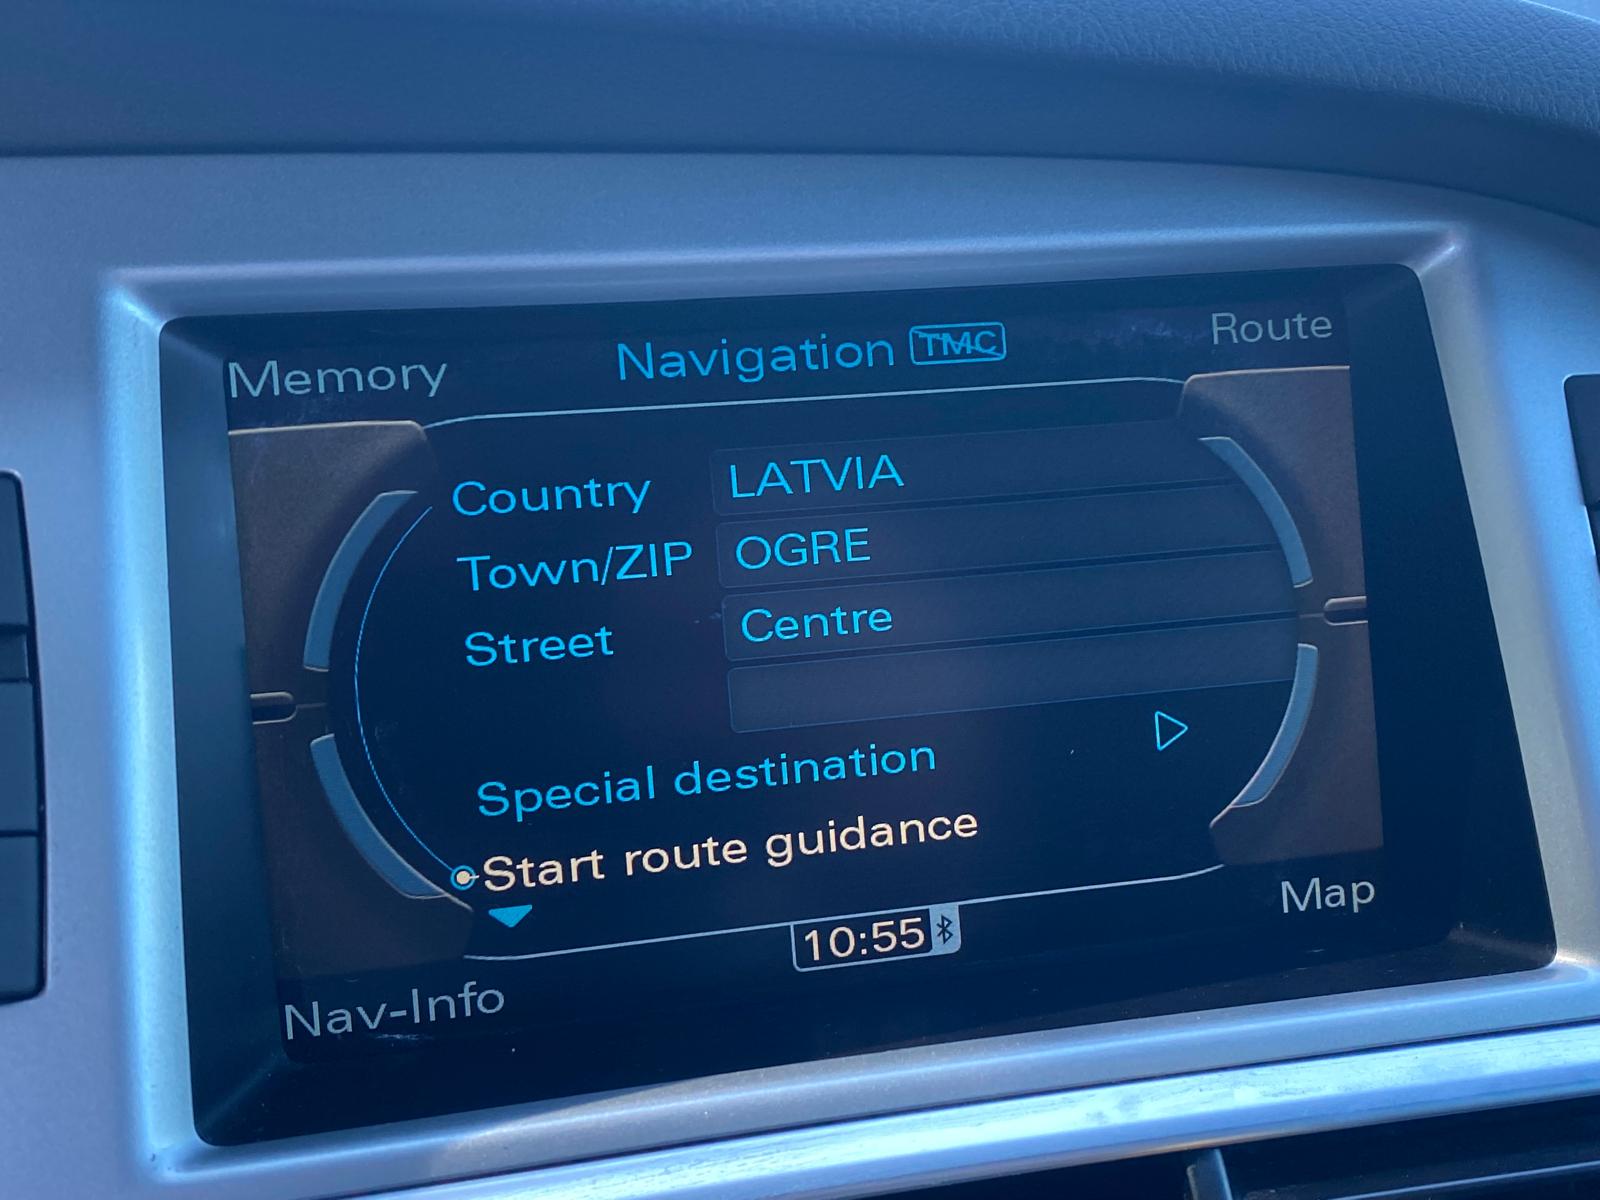 Memory
Navigation TMC
Route
Country LATVIA
Town/ZIP OGRE
Street Centre
Special destination
Start route guidance
10:55
Map
Nav-Info